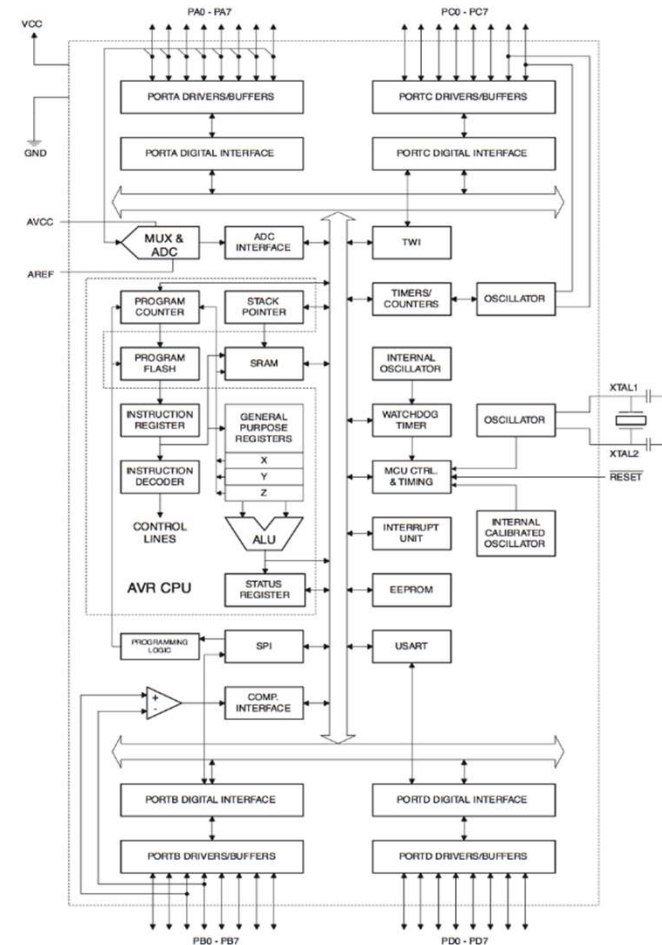 PA0 - PA7
PC0 - PC7
VCC
PORTA DRIVERS/BUFFERS
PORTC DRIVERS/BUFFERS
GND
PORTA DIGITAL INTERFACE
PORTC DIGITAL INTERFACE
AVCC
MUX &
ADC
ADC
INTERFACE
TWI
AREF
PROGRAM
COUNTER
STACK
POINTER
TIMERS/
COUNTERS
OSCILLATOR
PROGRAM
FLASH
SRAM
INTERNAL
OSCILLATOR
XTAL1
INSTRUCTION
REGISTER
GENERAL
PURPOSE
REGISTERS
WATCHDOG
TIMER
OSCILLATOR
XTAL2
X
Y
Z
INSTRUCTION
DECODER
MCU CTRL.
& TIMING
RESET
CONTROL
LINES
ALU
INTERRUPT
UNIT
INTERNAL
CALIBRATED
OSCILLATOR
AVR CPU
STATUS
REGISTER
EEPROM
PROGRAMMING
LOGIC
SPI
USART
+
-
COMP.
INTERFACE
PORTB DIGITAL INTERFACE
PORTD DIGITAL INTERFACE
PORTB DRIVERS/BUFFERS
PORTD DRIVERS/BUFFERS
PB0 - PB7
PD0 - PD7